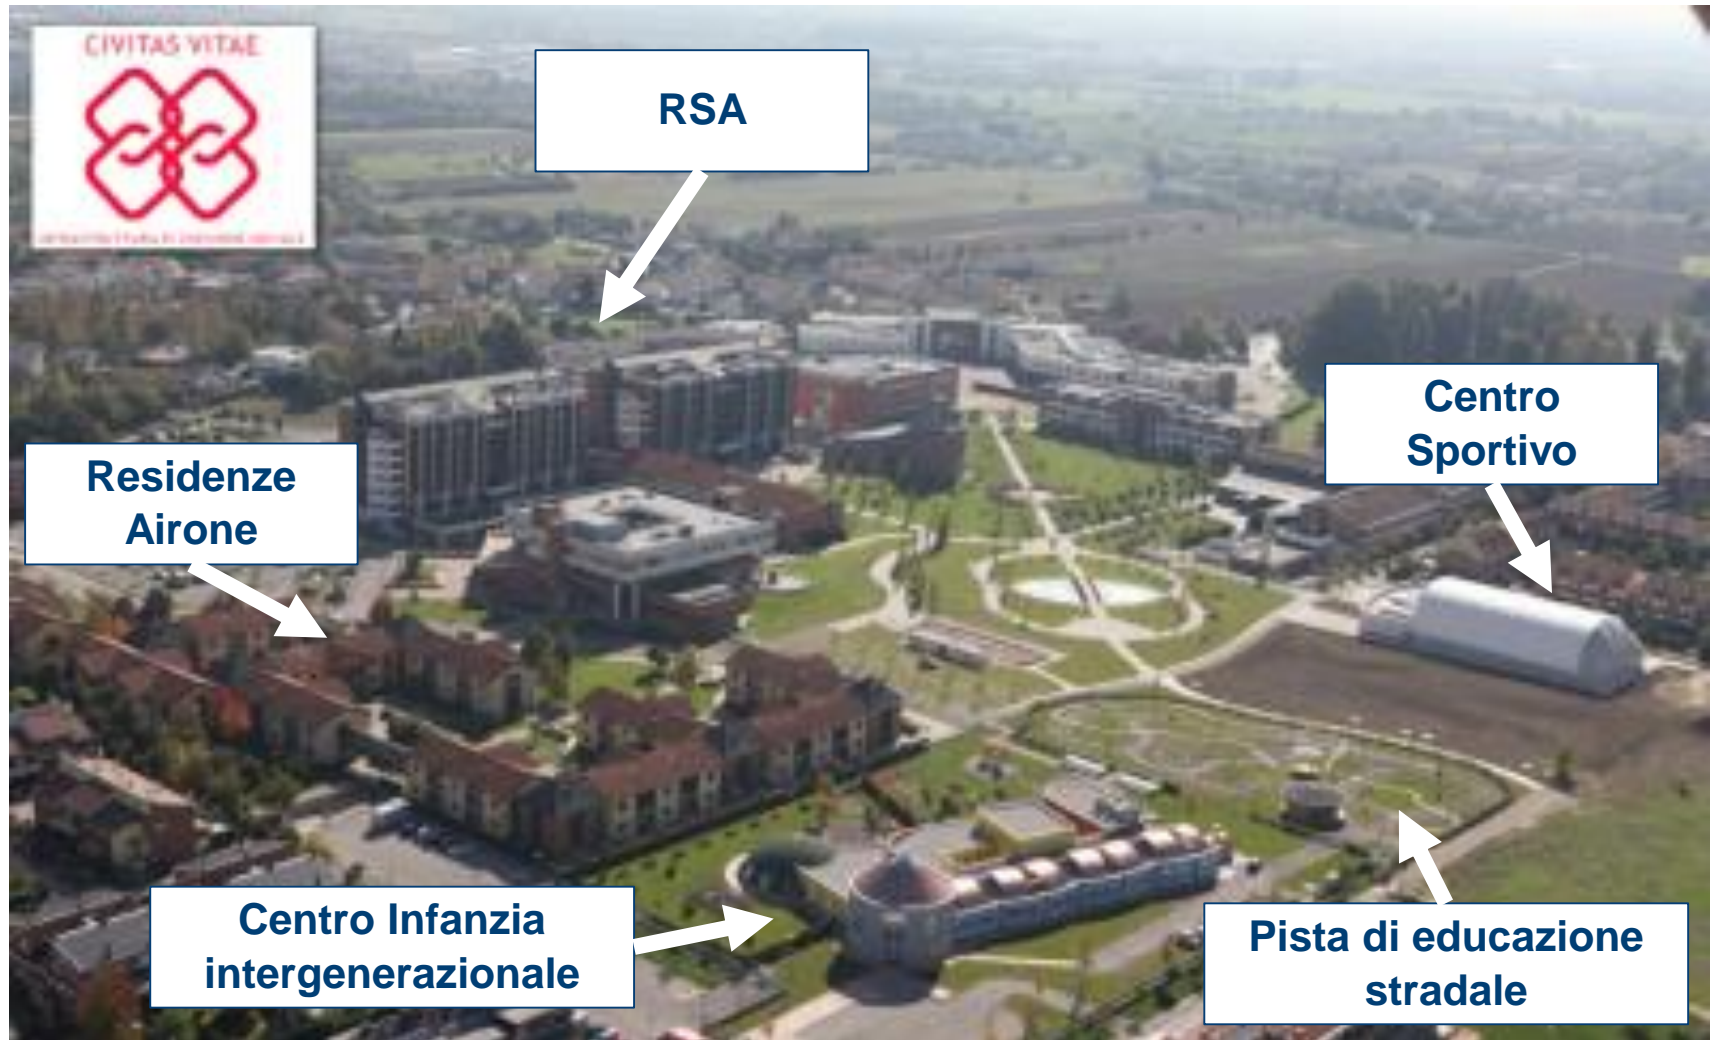 CIVITAS VITAE
RSA
Centro
Sportivo
Residenze
Airone
Centro Infanzia
intergenerazionale
Pista di educazione
stradale